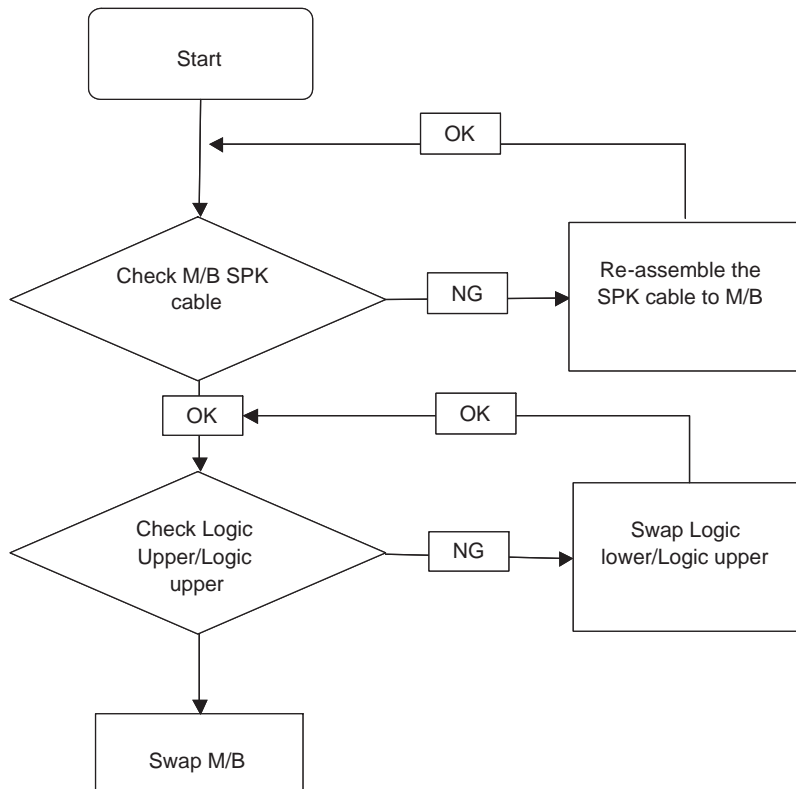 Start
OK
Check M/B SPK
cable
NG
Re-assemble the
SPK cable to M/B
OK
OK
Check Logic
Upper/Logic
upper
NG
Swap Logic
lower/Logic upper
Swap M/B